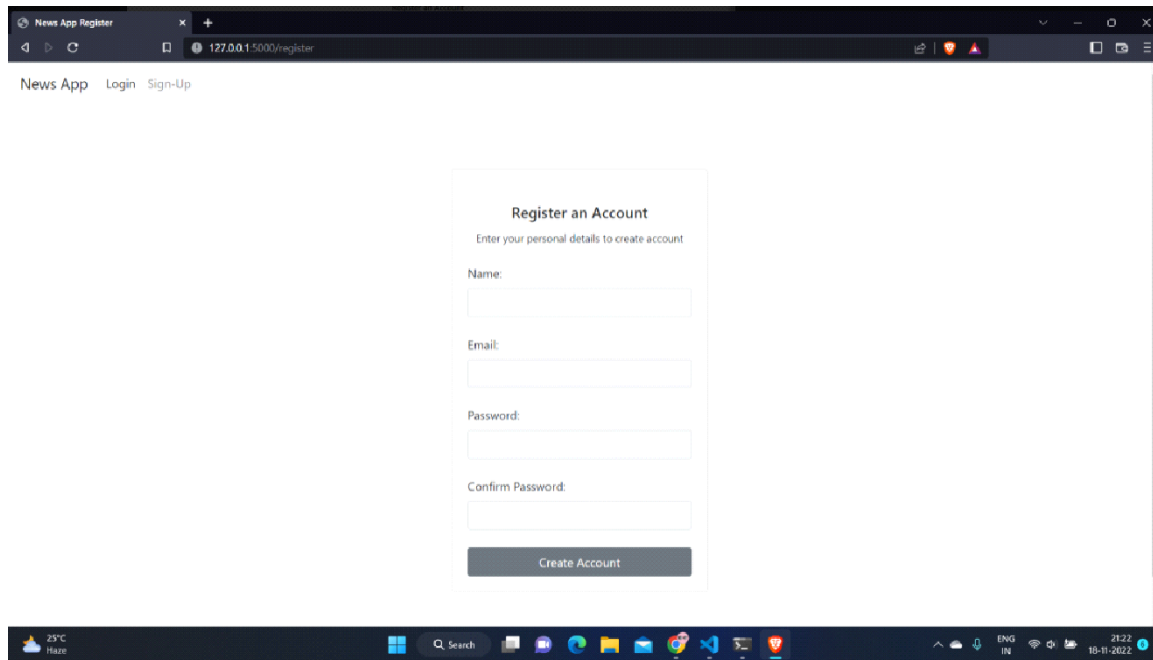 News App Register
127.0.0.1:5000/register
News App Login Sign-Up
Register an Account
Enter your personal details to create account
Name:
Email:
Password:
Confirm Password:
Create Account
25°C
Haze
Search
ENG
IN
21:22
18-11-2022